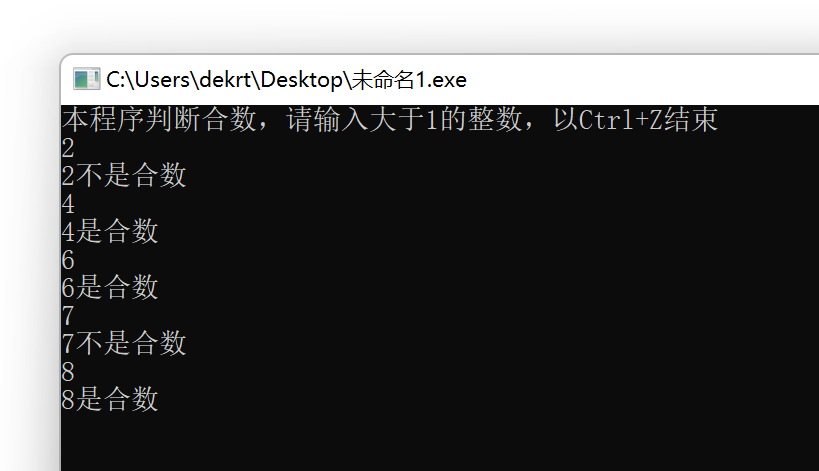 C:\Users\dekrt\Desktop\未命名1.exe
本程序判断合数，请输入大于1的整数，以Ctrl+Z结束
2
2不是合数
4
4是合数
6
6是合数
7
7不是合数
8
8是合数